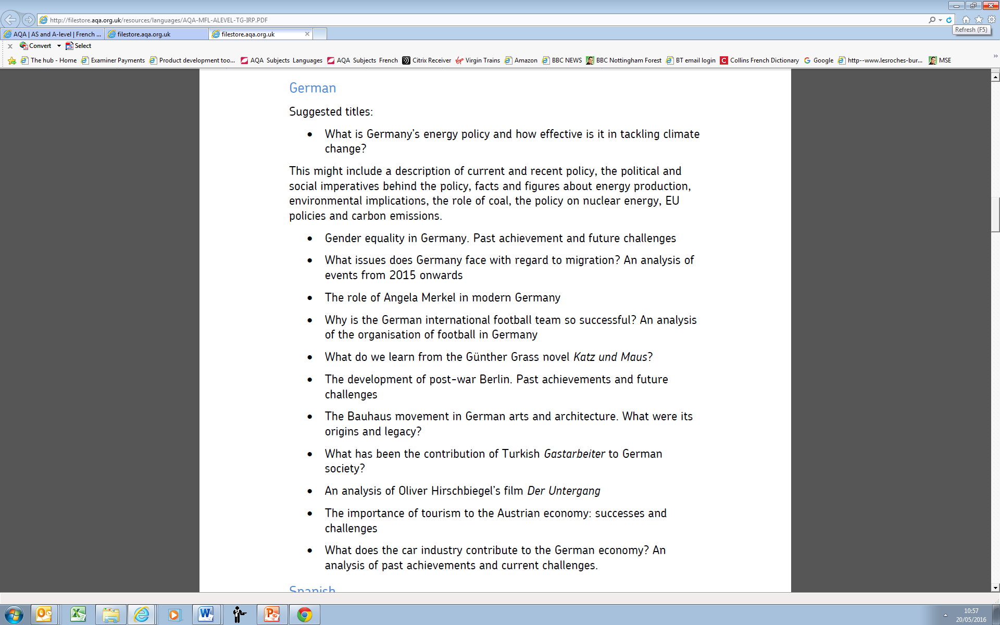 http://filestore.aqa.org.uk/resources/languages/AQA-MFL-ALEVEL-TG-IRP.PDF
Refresh (F5)
AQA | AS and A-level | French ...
filestore.aqa.org.uk
filestore.aqa.org.uk
Convert
Select
The hub - Home
Examiner Payments
Product development too...
AQA Subjects Languages
AQA Subjects French
Citrix Receiver
Virgin Trains
Amazon
BBC NEWS
BBC Nottingham Forest
BT email login
Collins French Dictionary
Google
http--www.lesroches-bur...
MSE
German
Suggested titles:
• What is Germany's energy policy and how effective is it in tackling climate
change?
This might include a description of current and recent policy, the political and
social imperatives behind the policy, facts and figures about energy production,
environmental implications, the role of coal, the policy on nuclear energy, EU
policies and carbon emissions.
• Gender equality in Germany. Past achievement and future challenges
• What issues does Germany face with regard to migration? An analysis of
events from 2015 onwards
• The role of Angela Merkel in modern Germany
• Why is the German international football team so successful? An analysis
of the organisation of football in Germany
• What do we learn from the Günther Grass novel Katz und Maus?
• The development of post-war Berlin. Past achievements and future
challenges
• The Bauhaus movement in German arts and architecture. What were its
origins and legacy?
• What has been the contribution of Turkish Gastarbeiter to German
society?
• An analysis of Oliver Hirschbiegel's film Der Untergang
• The importance of tourism to the Austrian economy: successes and
challenges
• What does the car industry contribute to the German economy? An
analysis of past achievements and current challenges.
Spanish
10:57
20/05/2016